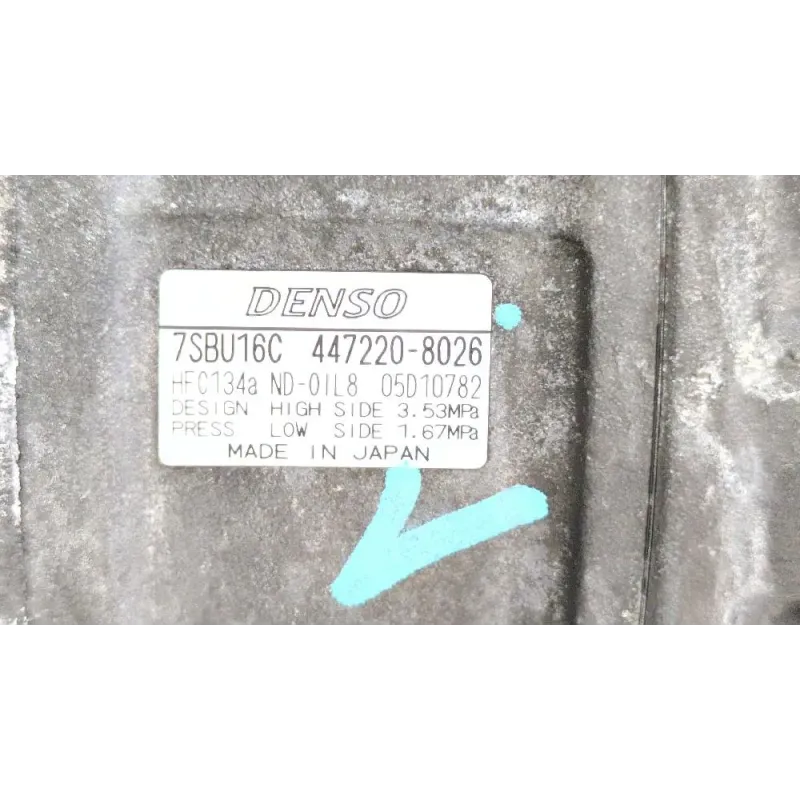 DENSO
7SBU16C 447220-8026
HFC134a ND-OIL8 05D10782
DESIGN HIGH SIDE 3.53MPa
PRESS LOW SIDE 1.67MPa
MADE IN JAPAN